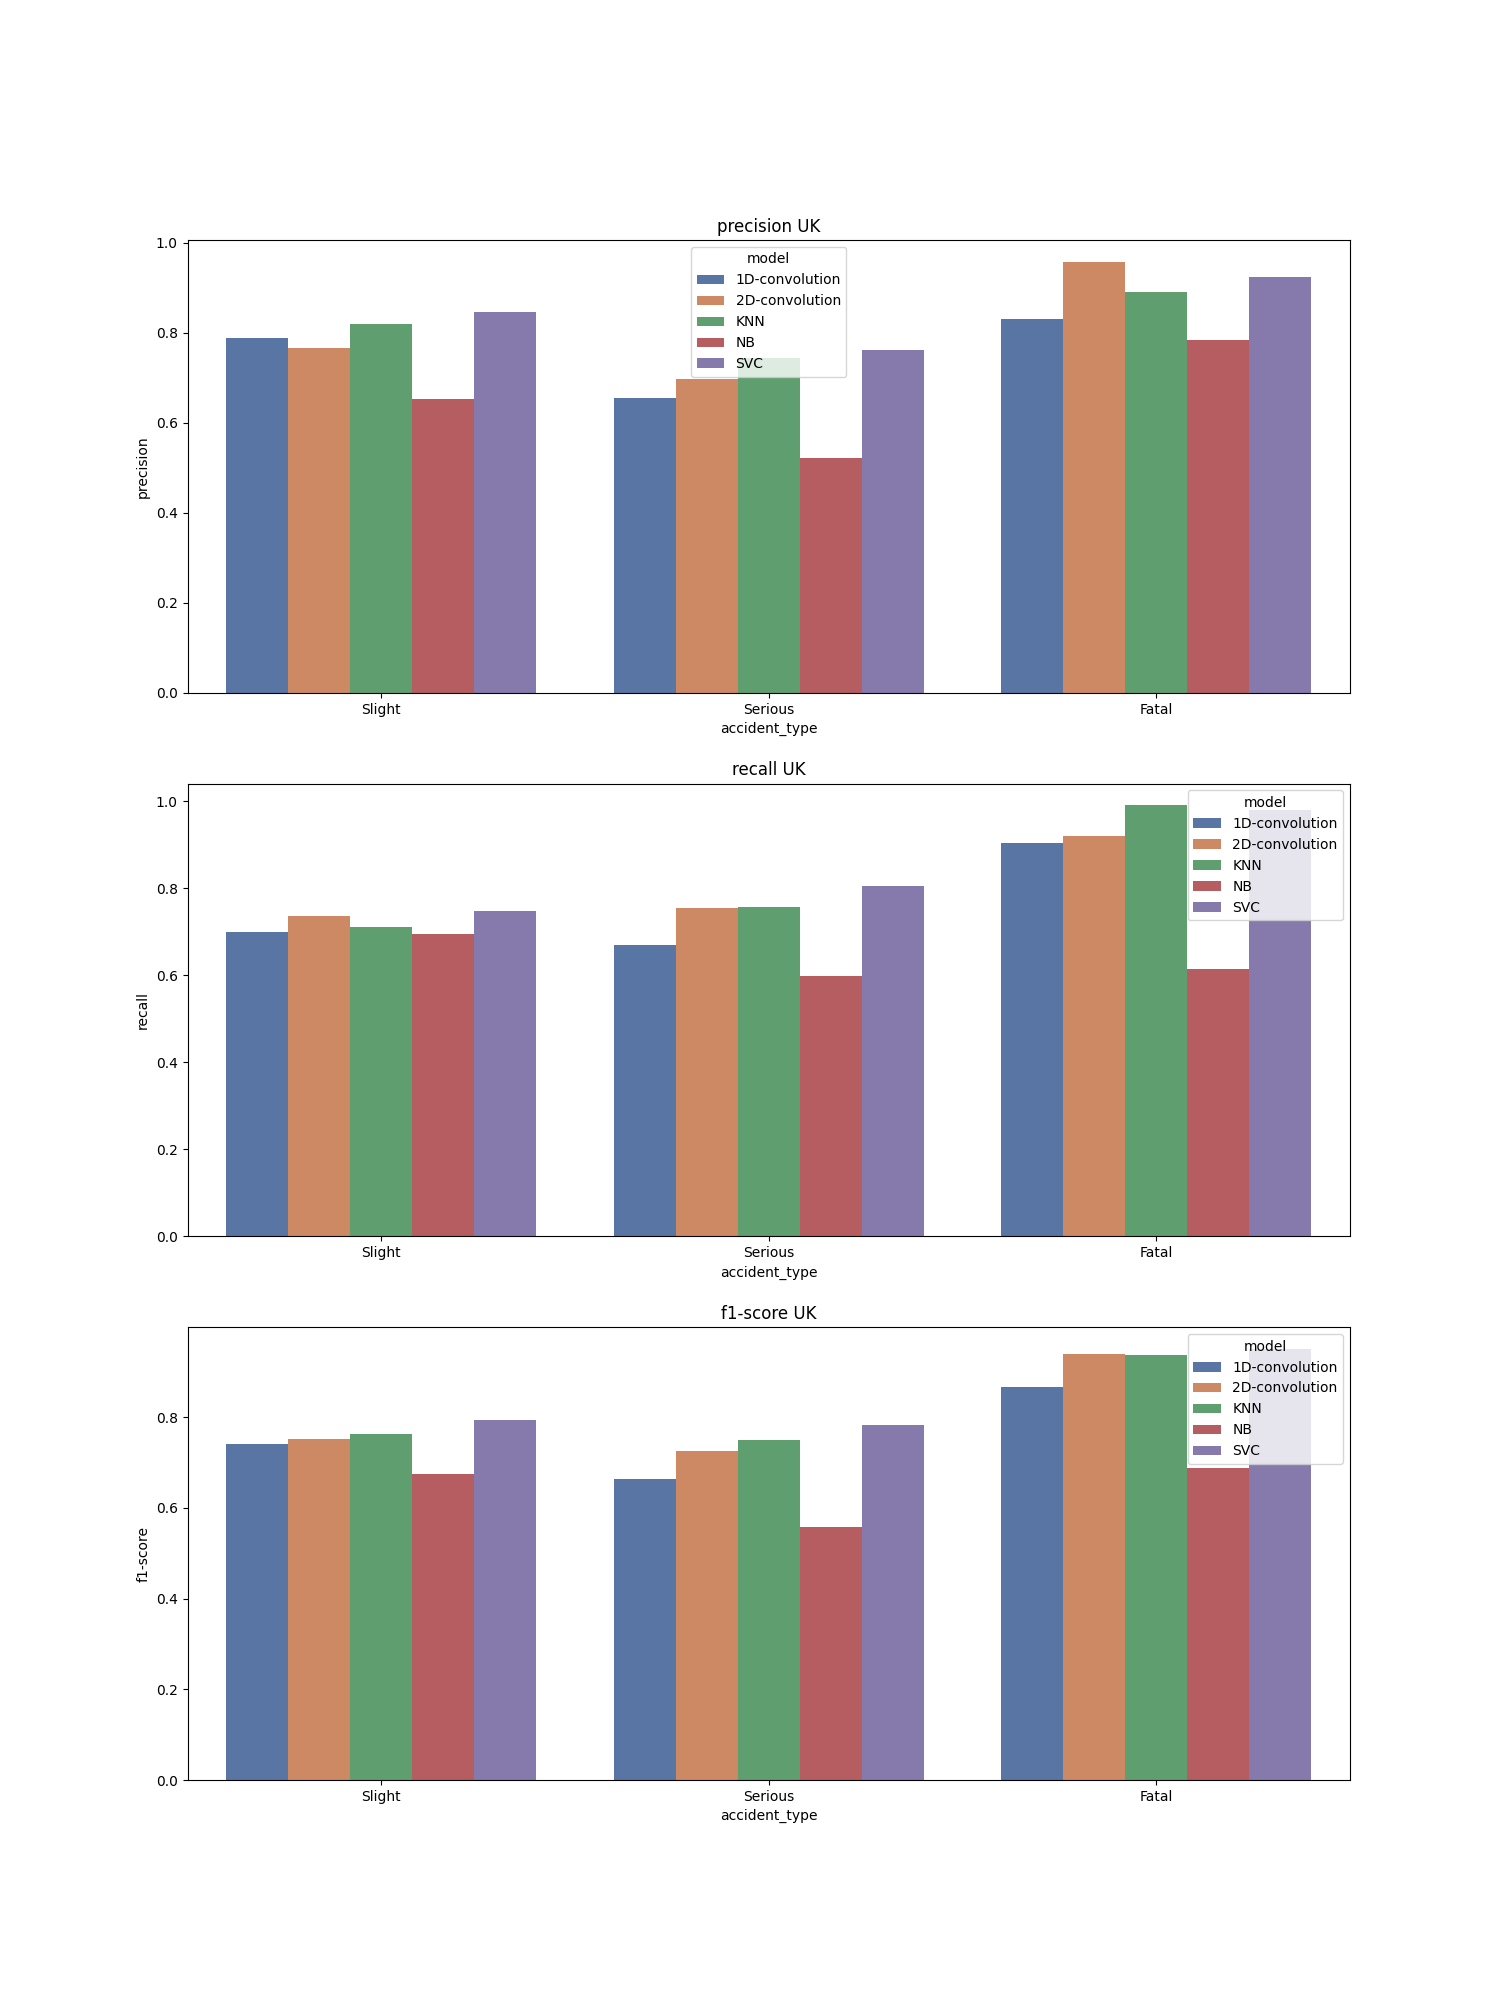 precision UK
1.0
0.8
0.6
0.4
0.2
0.0
precision
model
1D-convolution
2D-convolution
KNN
NB
SVC
Slight Serious Fatal
accident_type
recall UK
1.0
0.8
0.6
0.4
0.2
0.0
recall
model
1D-convolution
2D-convolution
KNN
NB
SVC
Slight Serious Fatal
accident_type
f1-score UK
0.8
0.6
0.4
0.2
0.0
f1-score
model
1D-convolution
2D-convolution
KNN
NB
SVC
Slight Serious Fatal
accident_type